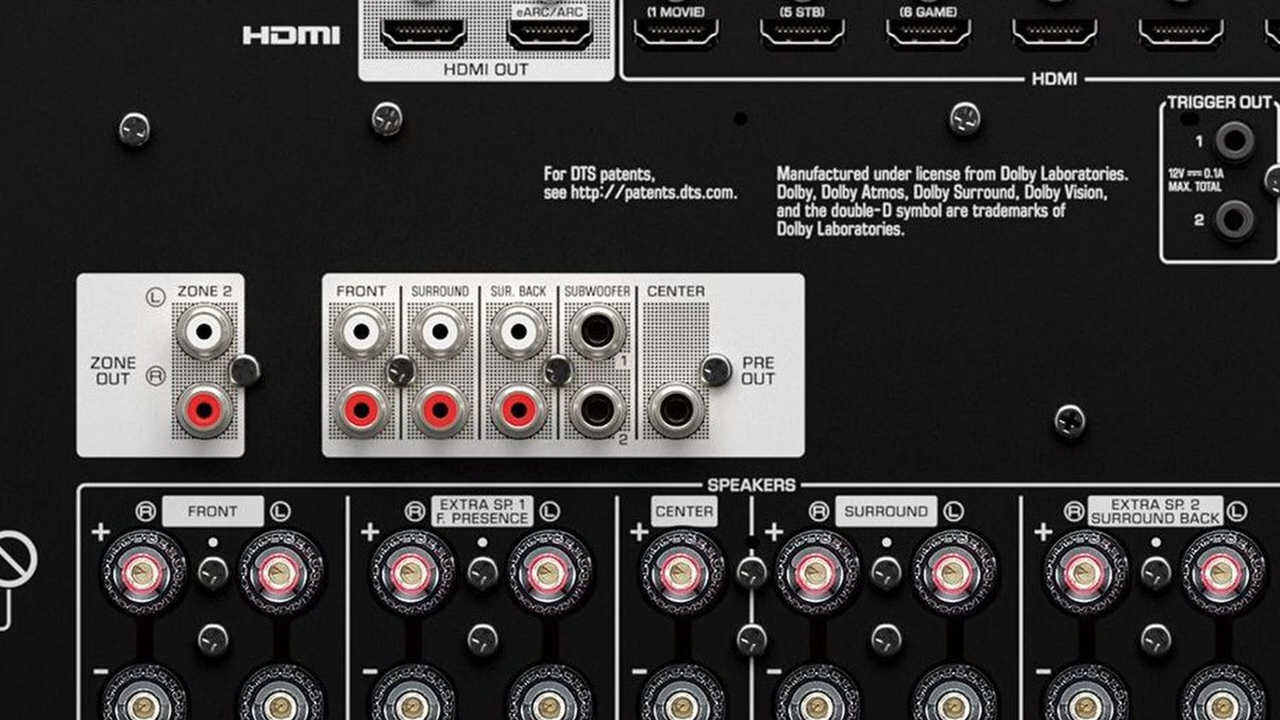 HDMI
eARC/ARC
HDMI OUT
(1 MOVIE)
(5 STB)
(6 GAME)
HDMI
TRIGGER OUT
1
12V ⎓ 0.1A
MAX. TOTAL
2
For DTS patents,
see http://patents.dts.com.
Manufactured under license from Dolby Laboratories.
Dolby, Dolby Atmos, Dolby Surround, Dolby Vision,
and the double-D symbol are trademarks of
Dolby Laboratories.
L
ZONE 2
ZONE
OUT
R
FRONT
SURROUND
SUR. BACK
SUBWOOFER
CENTER
1
2
PRE
OUT
SPEAKERS
R FRONT L
R EXTRA SP. 1
F. PRESENCE L
CENTER
R SURROUND L
R EXTRA SP. 2
SURROUND BACK L
+ + + + +
- - - - -